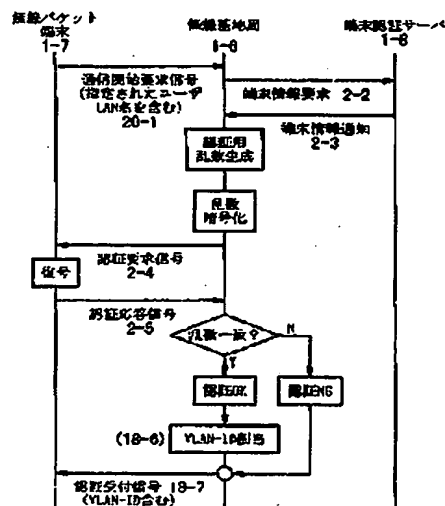 無線パケット
端末
1-7
無線基地局
1-6
端末認証サーバ
1-8
通信開始要求信号
(指定されたユーザ
LAN名を含む)
20-1
端末情報要求 2-2
端末情報通知
2-3
認証用
乱数生成
乱数
暗号化
認証要求信号
2-4
復号
認証応答信号
2-5
乱数一致?
N
Y
認証OK
認証NG
(18-6)
VLAN-ID割当
認証受付信号 18-7
(VLAN-ID含む)